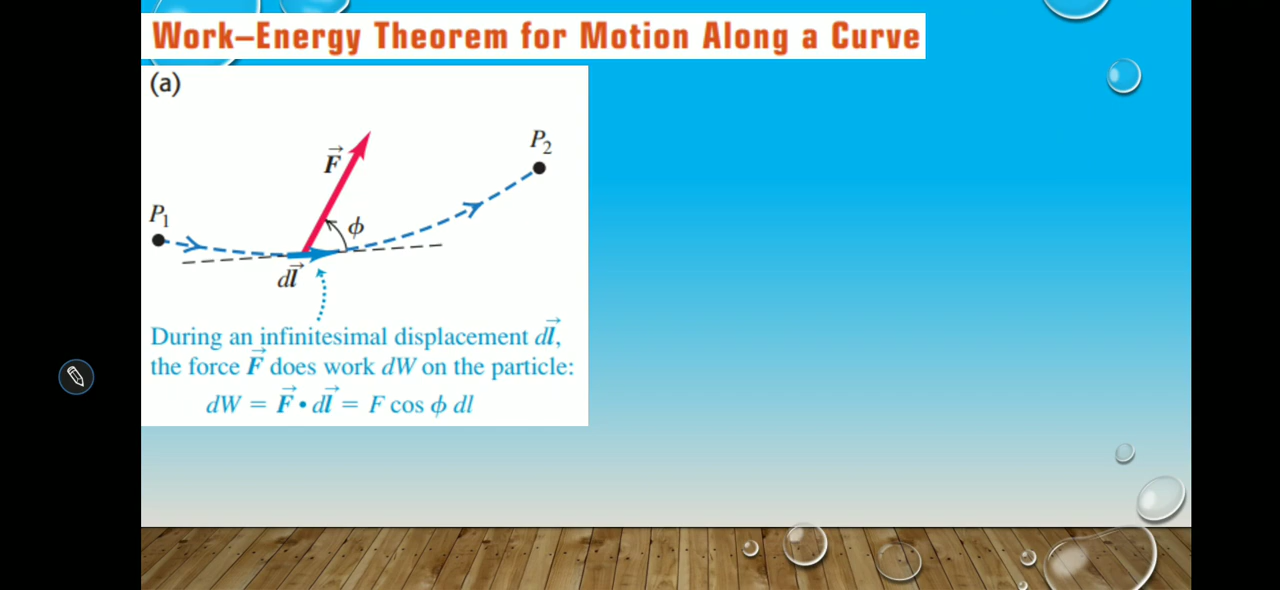 Work–Energy Theorem for Motion Along a Curve
(a)
P₂
F⃗
P₁
ϕ
dl⃗
During an infinitesimal displacement dl⃗,
the force F⃗ does work dW on the particle:
dW = F⃗ • dl⃗ = F cos ϕ dl